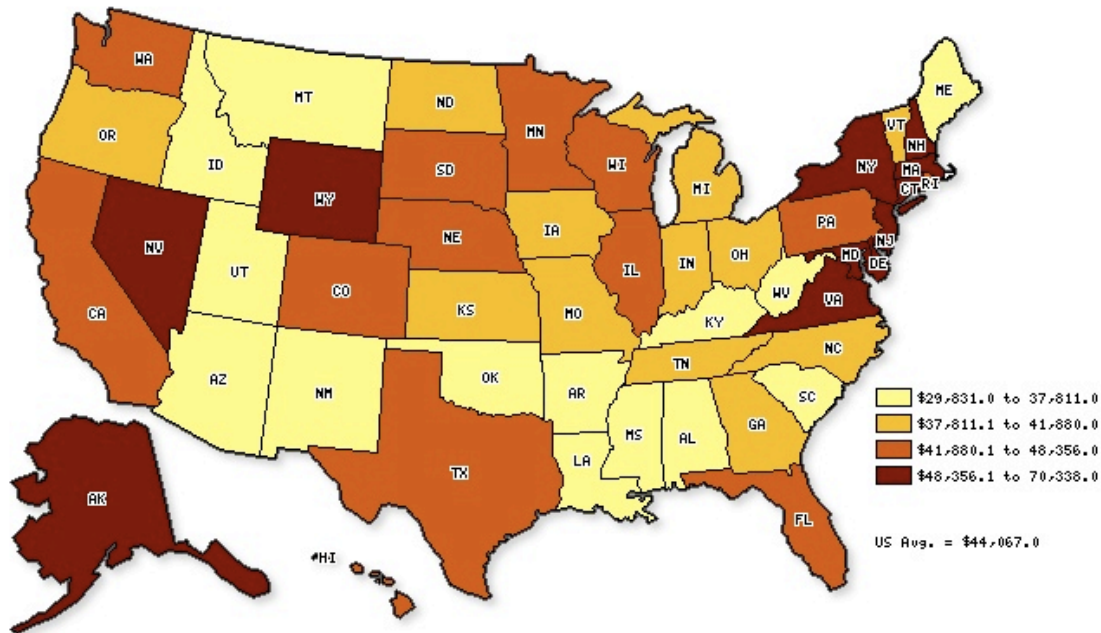 WA
MT
ND
MN
ME
OR
ID
SD
WI
VT
NH
WY
MI
NY
MA
CT
RI
NV
NE
IA
PA
NJ
UT
CO
IL
IN
OH
MD
DE
CA
KS
MO
WV
VA
KY
AZ
NM
OK
AR
TN
NC
MS
AL
GA
SC
LA
TX
FL
AK
*HI
$29,831.0 to 37,811.0
$37,811.1 to 41,880.0
$41,880.1 to 48,356.0
$48,356.1 to 70,338.0
US Avg. = $44,067.0